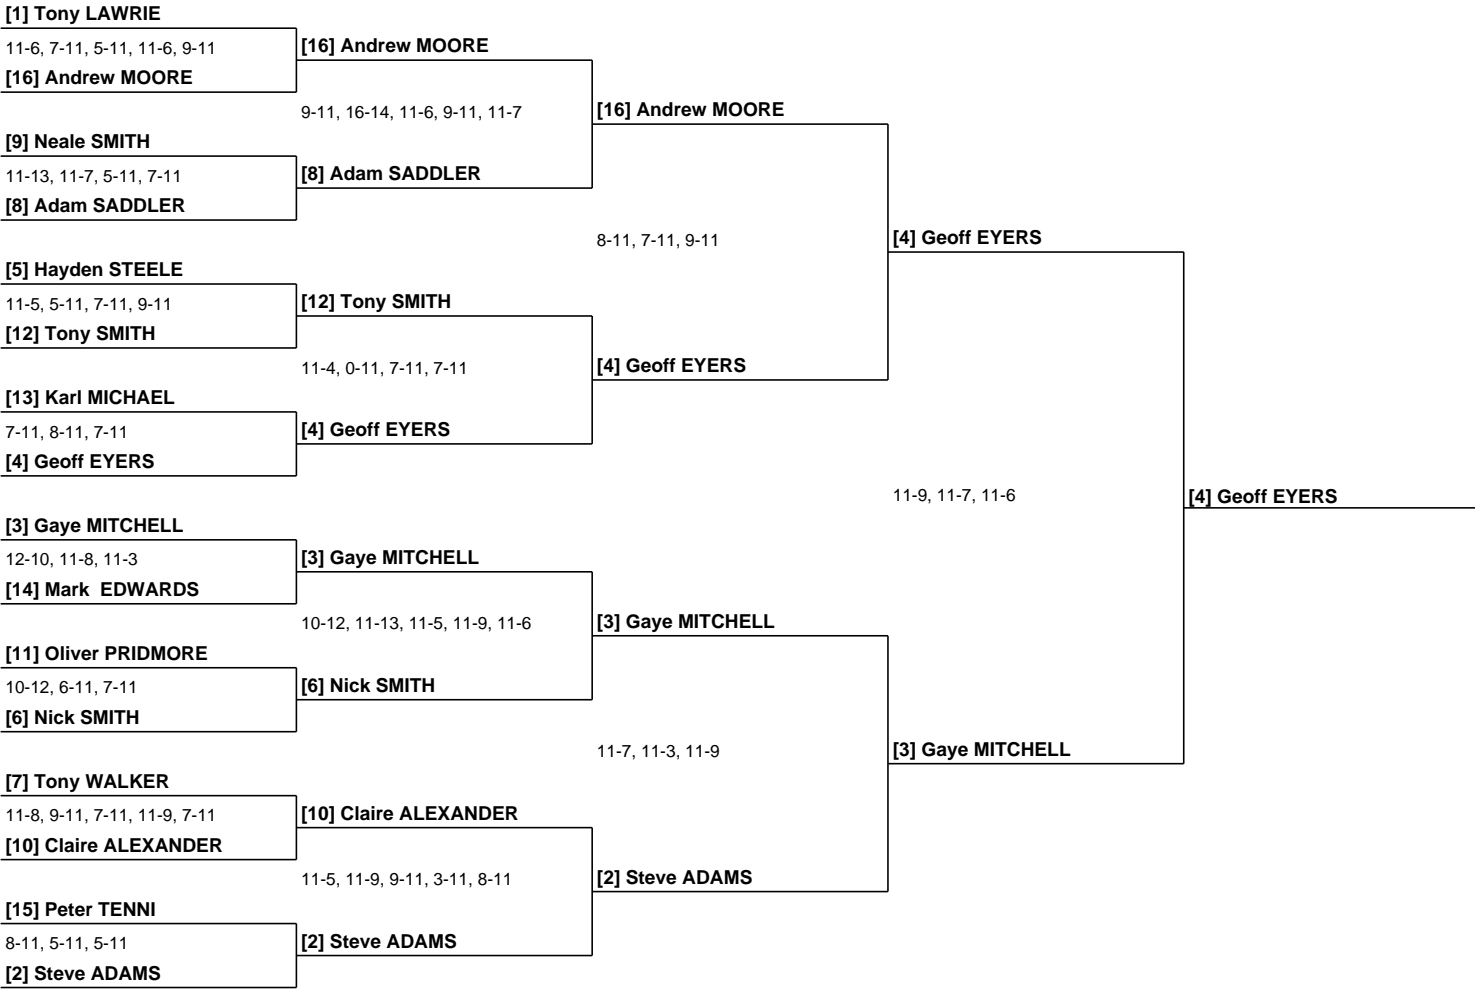 [1] Tony LAWRIE
11-6, 7-11, 5-11, 11-6, 9-11
[16] Andrew MOORE
[9] Neale SMITH
11-13, 11-7, 5-11, 7-11
[8] Adam SADDLER
[5] Hayden STEELE
11-5, 5-11, 7-11, 9-11
[12] Tony SMITH
[13] Karl MICHAEL
7-11, 8-11, 7-11
[4] Geoff EYERS
[3] Gaye MITCHELL
12-10, 11-8, 11-3
[14] Mark  EDWARDS
[11] Oliver PRIDMORE
10-12, 6-11, 7-11
[6] Nick SMITH
[7] Tony WALKER
11-8, 9-11, 7-11, 11-9, 7-11
[10] Claire ALEXANDER
[15] Peter TENNI
8-11, 5-11, 5-11
[2] Steve ADAMS
[16] Andrew MOORE
9-11, 16-14, 11-6, 9-11, 11-7
[8] Adam SADDLER
[12] Tony SMITH
11-4, 0-11, 7-11, 7-11
[4] Geoff EYERS
[3] Gaye MITCHELL
10-12, 11-13, 11-5, 11-9, 11-6
[6] Nick SMITH
[10] Claire ALEXANDER
11-5, 11-9, 9-11, 3-11, 8-11
[2] Steve ADAMS
[16] Andrew MOORE
8-11, 7-11, 9-11
[4] Geoff EYERS
[3] Gaye MITCHELL
11-7, 11-3, 11-9
[2] Steve ADAMS
[4] Geoff EYERS
11-9, 11-7, 11-6
[3] Gaye MITCHELL
[4] Geoff EYERS